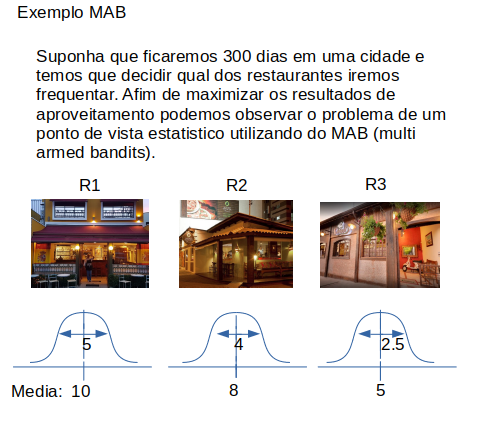 Exemplo MAB
Suponha que ficaremos 300 dias em uma cidade e
temos que decidir qual dos restaurantes iremos
frequentar. Afim de maximizar os resultados de
aproveitamento podemos observar o problema de um
ponto de vista estatistico utilizando do MAB (multi
armed bandits).
R1 R2 R3
5 4 2.5
Media: 10 8 5